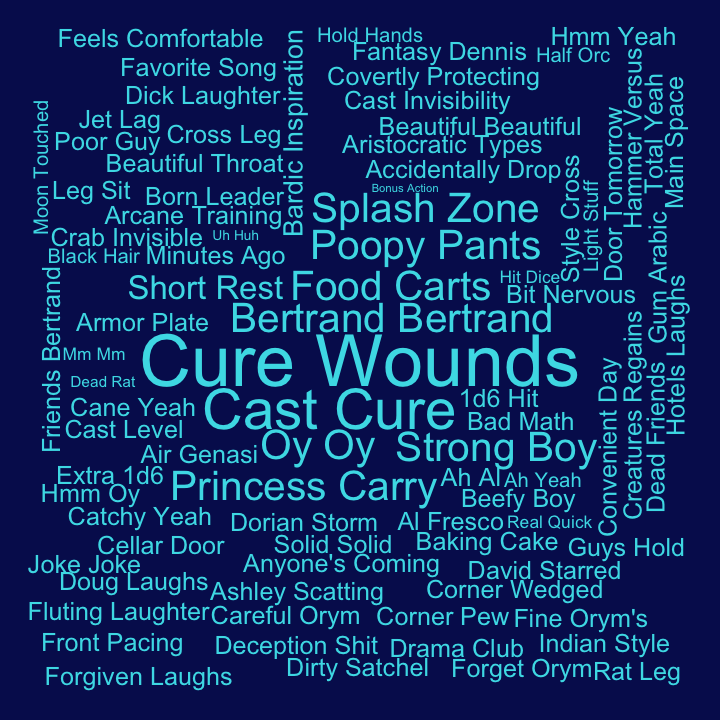 Feels Comfortable
Hold Hands
Hmm Yeah
Fantasy Dennis
Half Orc
Favorite Song
Covertly Protecting
Dick Laughter
Cast Invisibility
Jet Lag
Beautiful Beautiful
Poor Guy
Cross Leg
Aristocratic Types
Beautiful Throat
Accidentally Drop
Bonus Action
Leg Sit
Born Leader
Splash Zone
Arcane Training
Crab Invisible
Uh Huh
Poopy Pants
Black Hair
Minutes Ago
Hit Dice
Short Rest
Food Carts
Bit Nervous
Armor Plate
Bertrand Bertrand
Mm Mm
Cure Wounds
Dead Rat
Cane Yeah
Cast Cure
1d6 Hit
Cast Level
Bad Math
Air Genasi
Oy Oy
Strong Boy
Extra 1d6
Princess Carry
Ah Al
Ah Yeah
Hmm Oy
Beefy Boy
Catchy Yeah
Dorian Storm
Al Fresco
Real Quick
Cellar Door
Solid Solid
Baking Cake
Guys Hold
Joke Joke
Anyone's Coming
David Starred
Doug Laughs
Ashley Scatting
Corner Wedged
Fluting Laughter
Careful Orym
Corner Pew
Fine Orym's
Front Pacing
Deception Shit
Drama Club
Indian Style
Forgiven Laughs
Dirty Satchel
Forget Orym
Rat Leg
Moon Touched
Friends Bertrand
Bardic Inspiration
Style Cross
Light Stuff
Door Tomorrow
Hammer Versus
Total Yeah
Main Space
Gum Arabic
Hotels Laughs
Convenient Day
Creatures Regains
Dead Friends